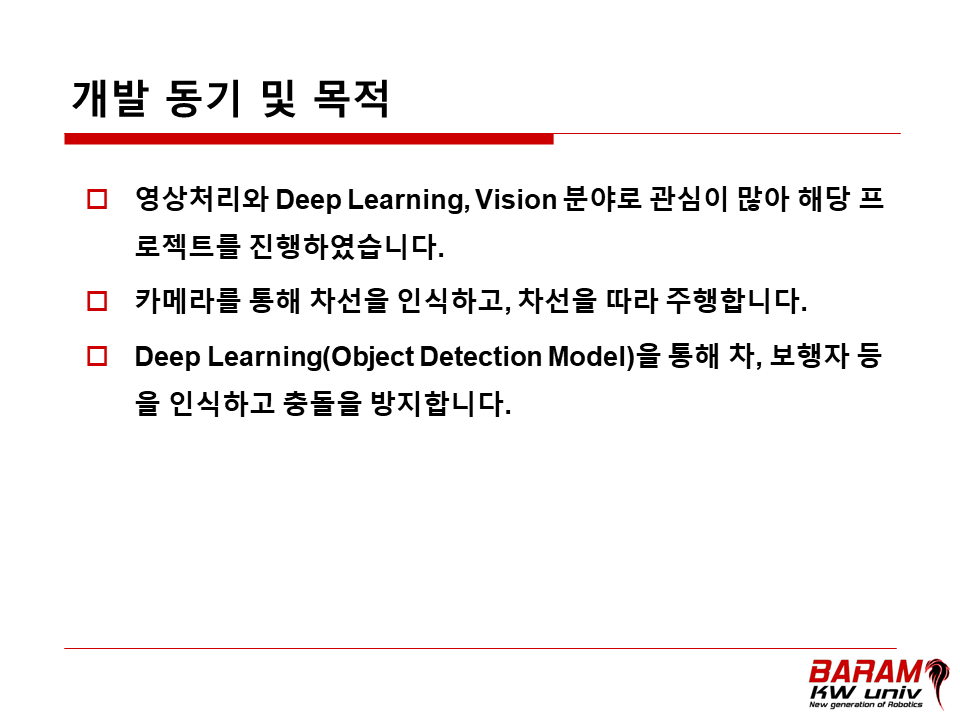 개발 동기 및 목적
영상처리와 Deep Learning, Vision 분야로 관심이 많아 해당 프
로젝트를 진행하였습니다.
카메라를 통해 차선을 인식하고, 차선을 따라 주행합니다.
Deep Learning(Object Detection Model)을 통해 차, 보행자 등
을 인식하고 충돌을 방지합니다.
BARAM
KW univ
New generation of Robotics